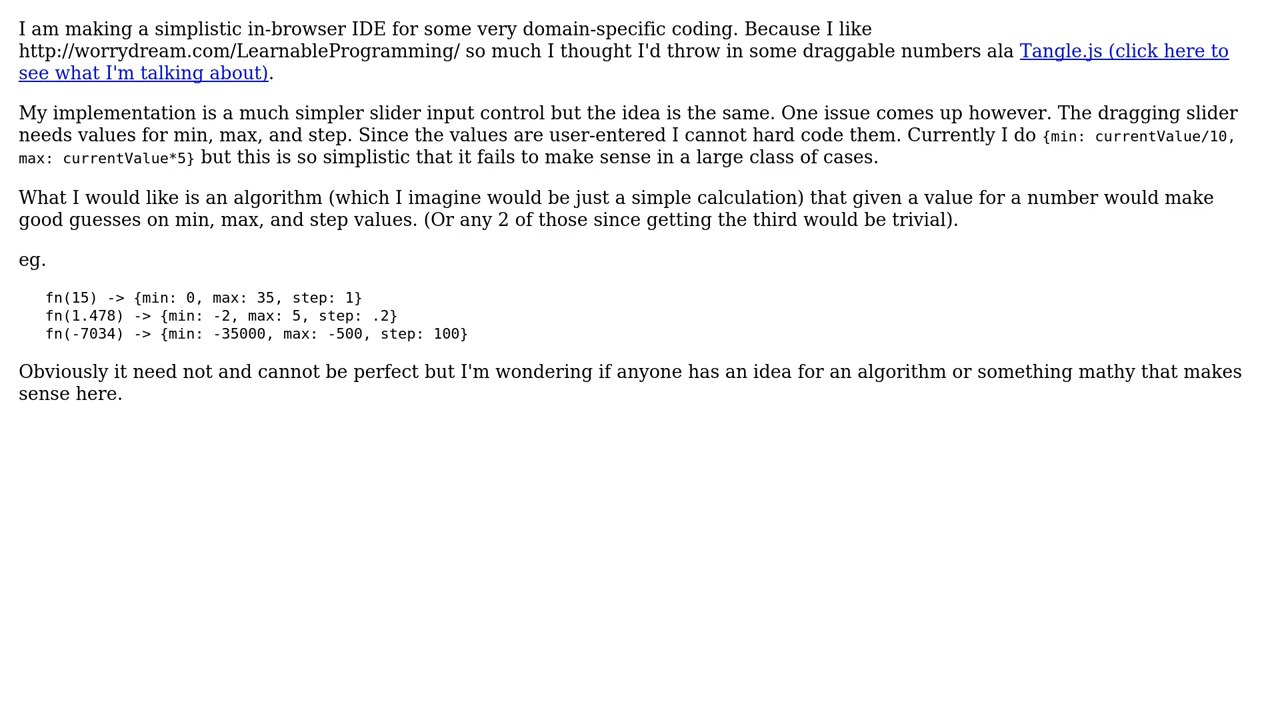 I am making a simplistic in-browser IDE for some very domain-specific coding. Because I like
http://worrydream.com/LearnableProgramming/ so much I thought I'd throw in some draggable numbers ala Tangle.js (click here to
see what I'm talking about).
My implementation is a much simpler slider input control but the idea is the same. One issue comes up however. The dragging slider
needs values for min, max, and step. Since the values are user-entered I cannot hard code them. Currently I do {min: currentValue/10,
max: currentValue*5} but this is so simplistic that it fails to make sense in a large class of cases.
What I would like is an algorithm (which I imagine would be just a simple calculation) that given a value for a number would make
good guesses on min, max, and step values. (Or any 2 of those since getting the third would be trivial).
eg.
fn(15) -> {min: 0, max: 35, step: 1}
fn(1.478) -> {min: -2, max: 5, step: .2}
fn(-7034) -> {min: -35000, max: -500, step: 100}
Obviously it need not and cannot be perfect but I'm wondering if anyone has an idea for an algorithm or something mathy that makes
sense here.